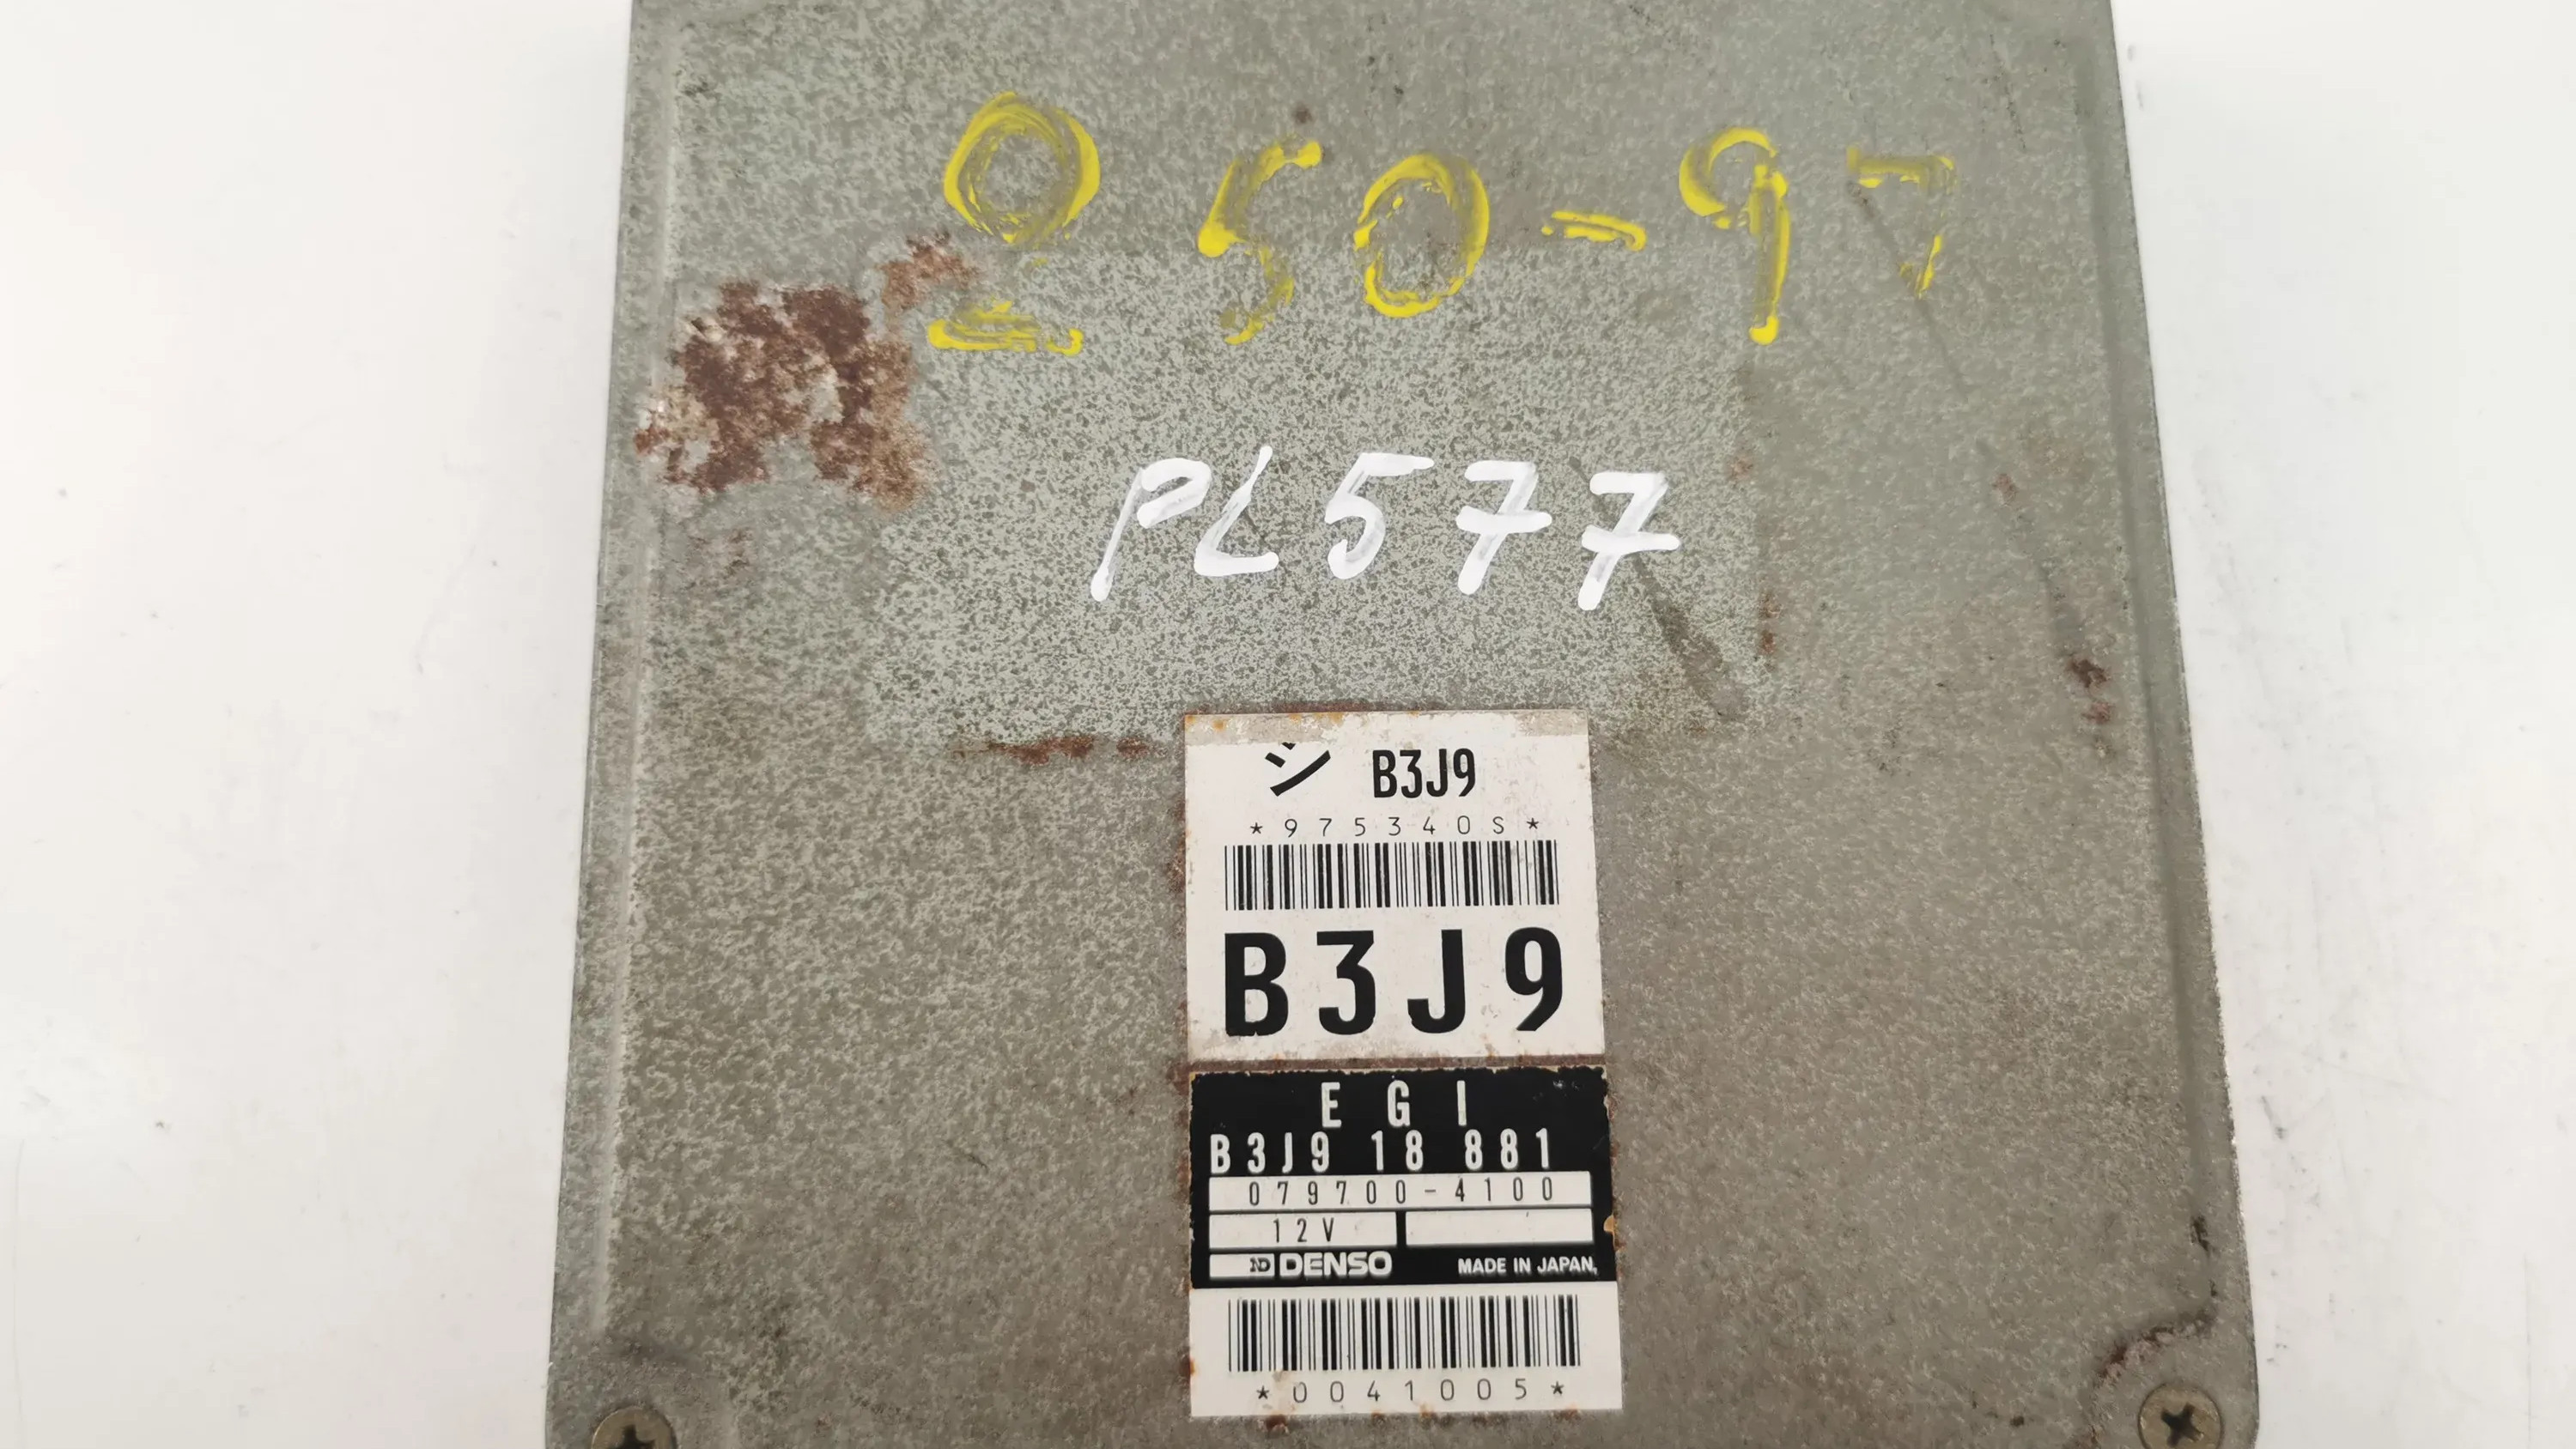 250-97
PL577
シ B3J9
*975340S*
B3J9
EGI
B3J9 18 881
079700-4100
12V
ND DENSO MADE IN JAPAN,
*0041005*